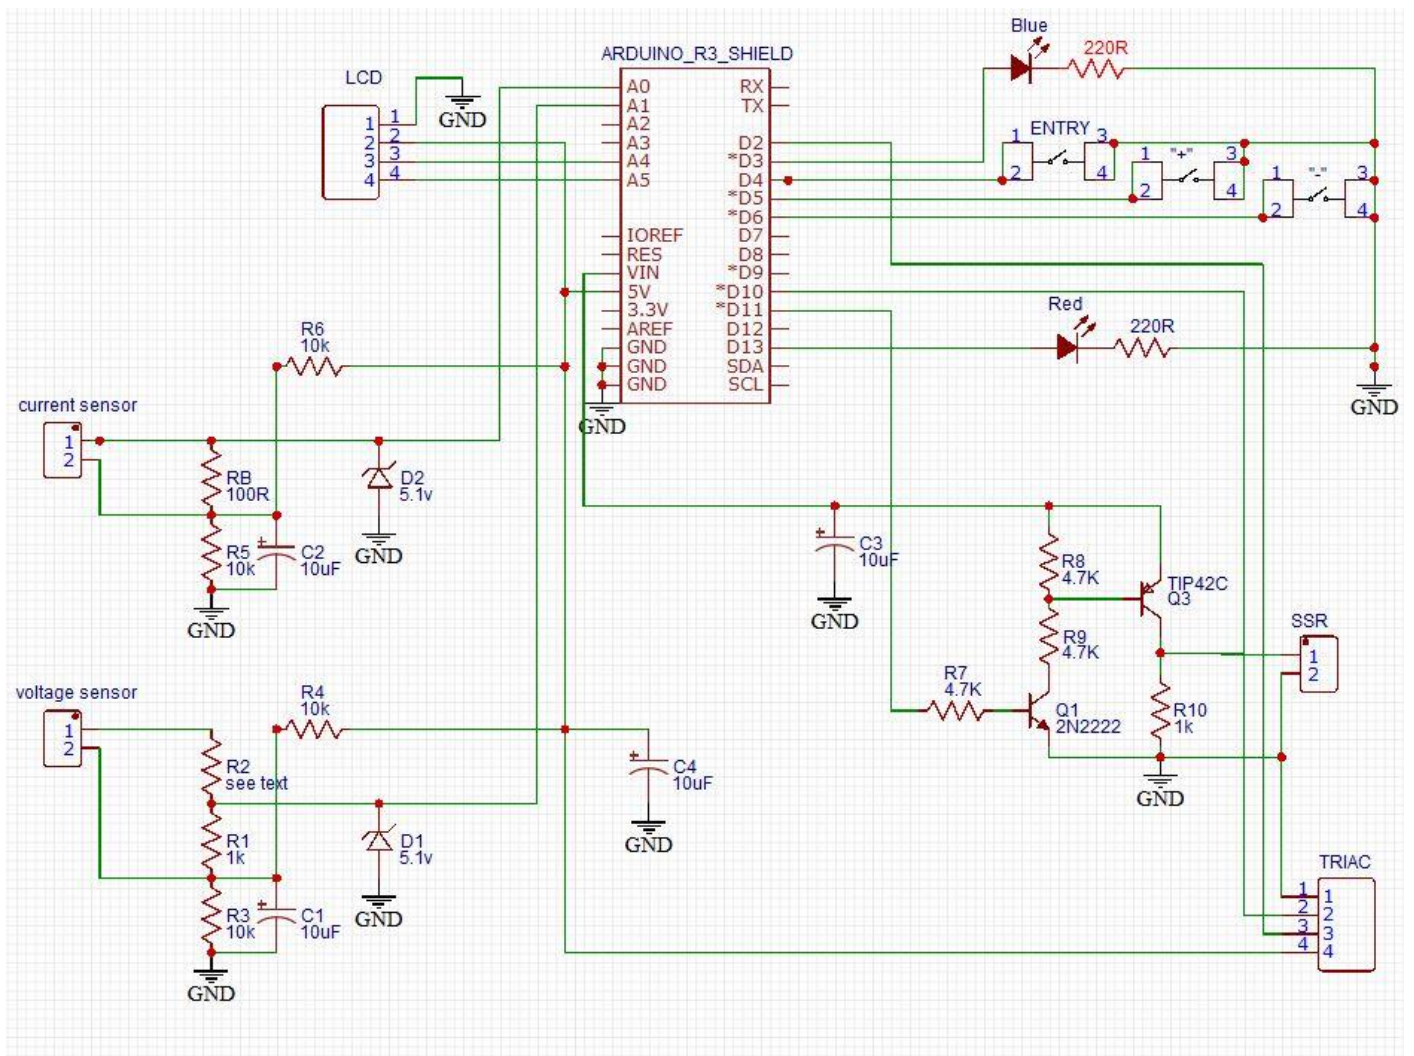 Blue
220R
ARDUINO_R3_SHIELD
LCD
1 1
2 2
3 3
4 4
GND
A0 RX
A1 TX
A2
A3 D2
A4 *D3
A5 D4
*D5
*D6
IOREF D7
RES D8
VIN *D9
5V *D10
3.3V *D11
AREF D12
GND D13
GND SDA
GND SCL
GND
ENTRY
1 3
2 4
"+"
1 3
2 4
"-"
1 3
2 4
Red
220R
GND
R6
10k
current sensor
1
2
RB
100R
D2
5.1v
GND
R5
10k
C2
10uF
GND
C3
10uF
GND
R8
4.7K
TIP42C
Q3
R9
4.7K
SSR
1
2
R7
4.7K
Q1
2N2222
R10
1k
GND
voltage sensor
1
2
R4
10k
R2
see text
C4
10uF
GND
R1
1k
D1
5.1v
GND
R3
10k
C1
10uF
GND
TRIAC
1 1
2 2
3 3
4 4